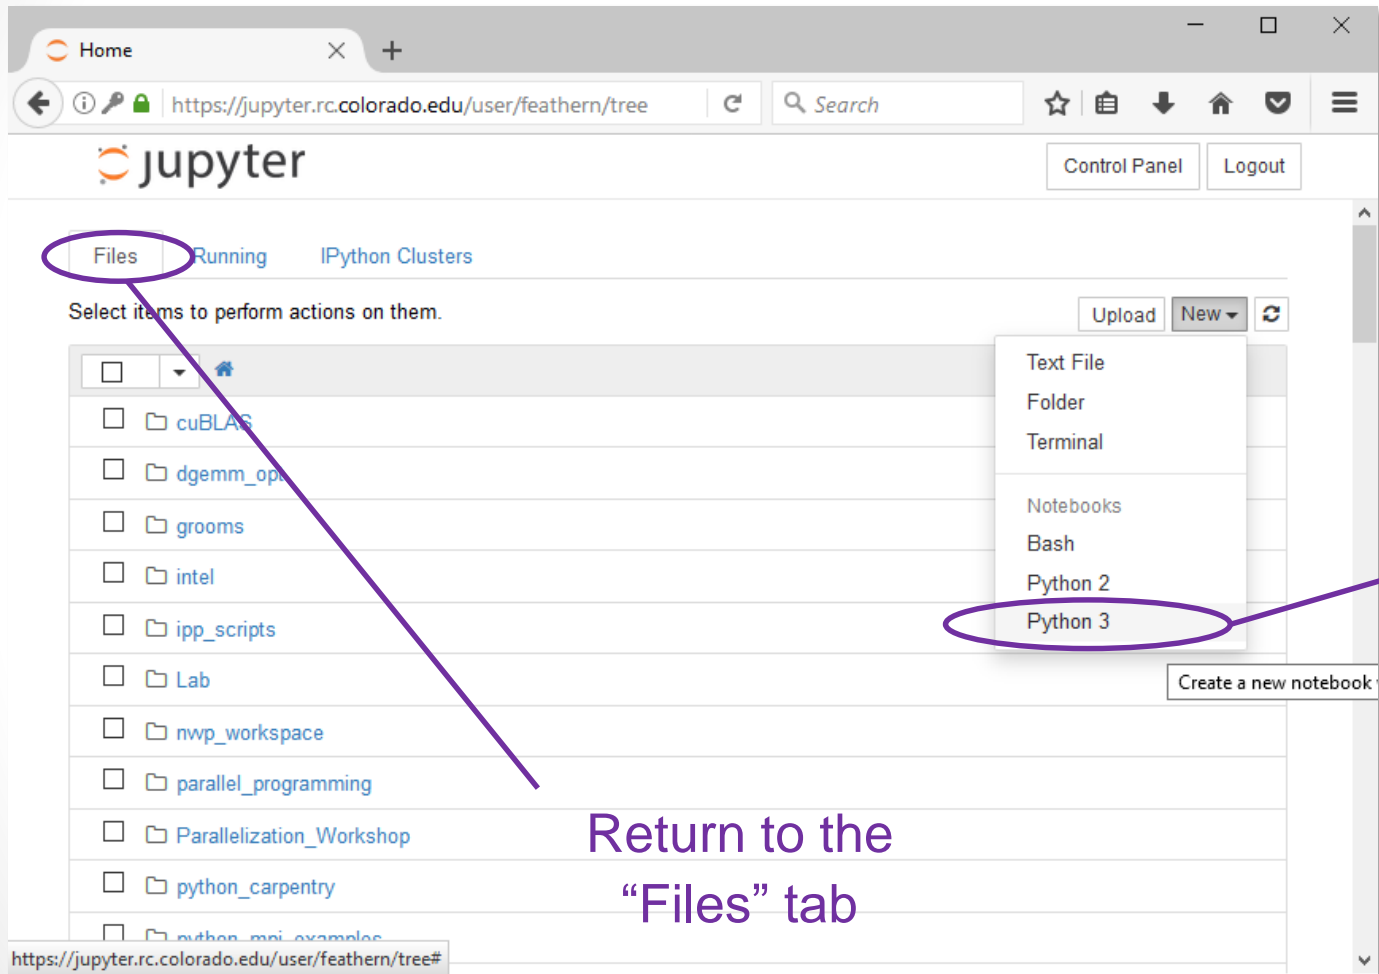 Home
https://jupyter.rc.colorado.edu/user/feathern/tree
Search
jupyter
Control Panel
Logout
Files
Running
IPython Clusters
Select items to perform actions on them.
Upload
New
Text File
Folder
Terminal
Notebooks
Bash
Python 2
Python 3
Create a new notebook
cuBLAS
dgemm_opt
grooms
intel
ipp_scripts
Lab
nwp_workspace
parallel_programming
Parallelization_Workshop
python_carpentry
python_mpi_examples
Return to the
“Files” tab
https://jupyter.rc.colorado.edu/user/feathern/tree#